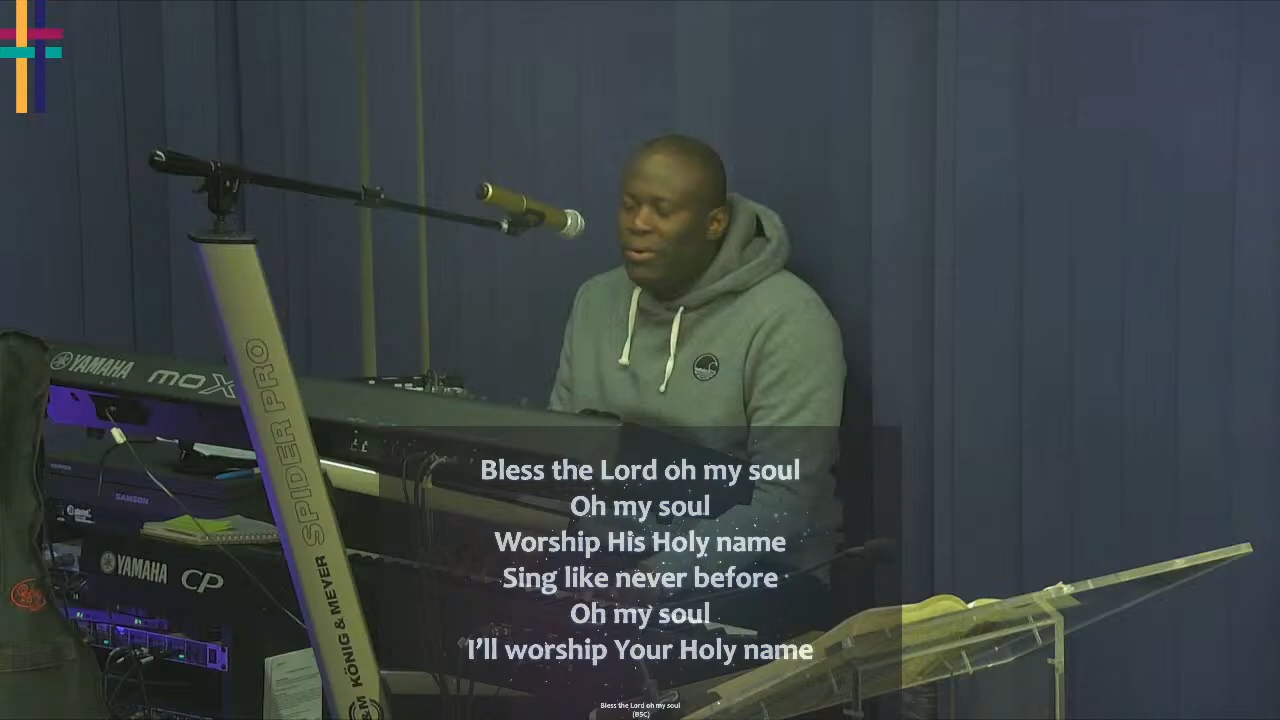 YAMAHA
MOX
SPIDER PRO
KÖNIG & MEYER
SAMSON
YAMAHA
CP
Bless the Lord oh my soul
Oh my soul
Worship His Holy name
Sing like never before
Oh my soul
I'll worship Your Holy name
Bless the Lord oh my soul
(BSC)